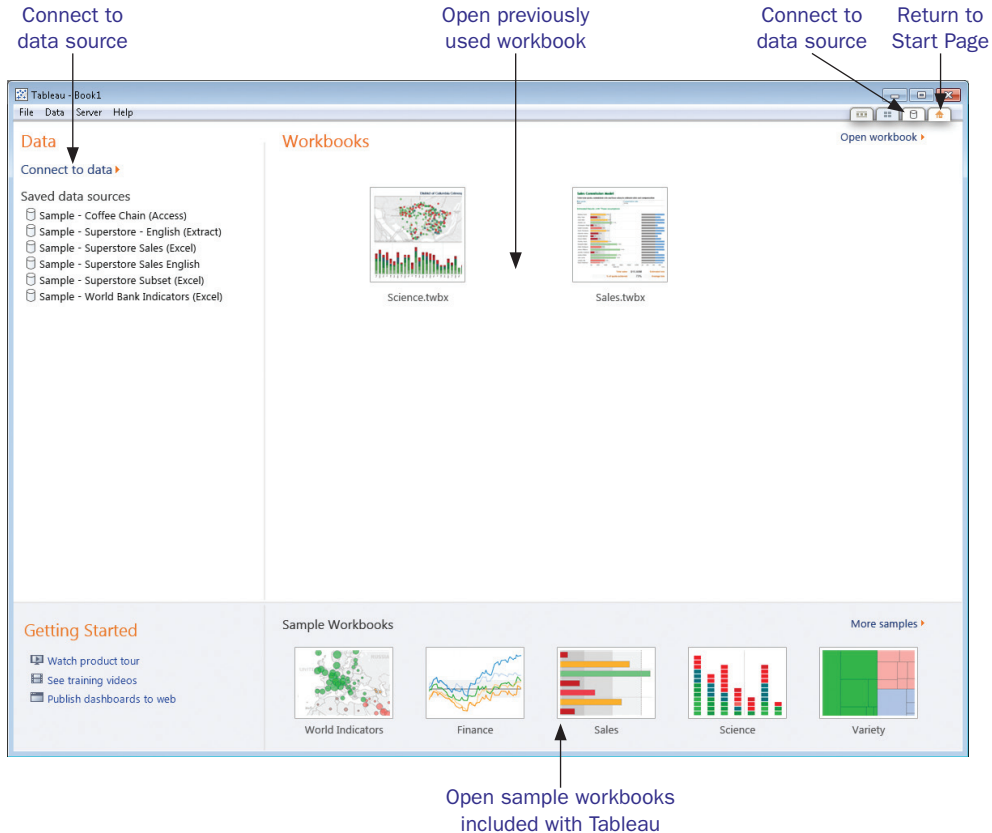 Connect to
data source
Open previously
used workbook
Connect to
data source
Return to
Start Page
Tableau - Book1
File Data Server Help
Data
Connect to data
Saved data sources
Sample - Coffee Chain (Access)
Sample - Superstore - English (Extract)
Sample - Superstore Sales (Excel)
Sample - Superstore Sales English
Sample - Superstore Subset (Excel)
Sample - World Bank Indicators (Excel)
Workbooks
Open workbook
Science.twbx
Sales.twbx
Getting Started
Watch product tour
See training videos
Publish dashboards to web
Sample Workbooks
More samples
World Indicators
Finance
Sales
Science
Variety
Open sample workbooks
included with Tableau